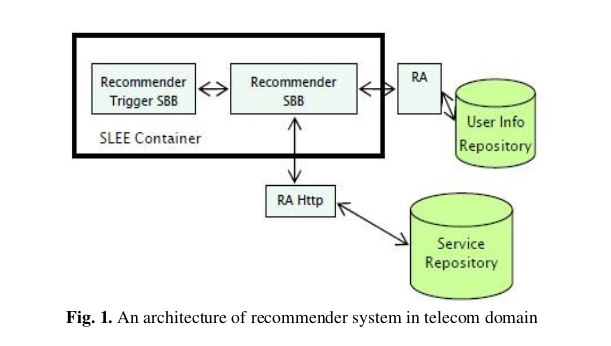 Recommender
Trigger SBB
Recommender
SBB
RA
SLEE Container
User Info
Repository
RA Http
Service
Repository
Fig. 1. An architecture of recommender system in telecom domain